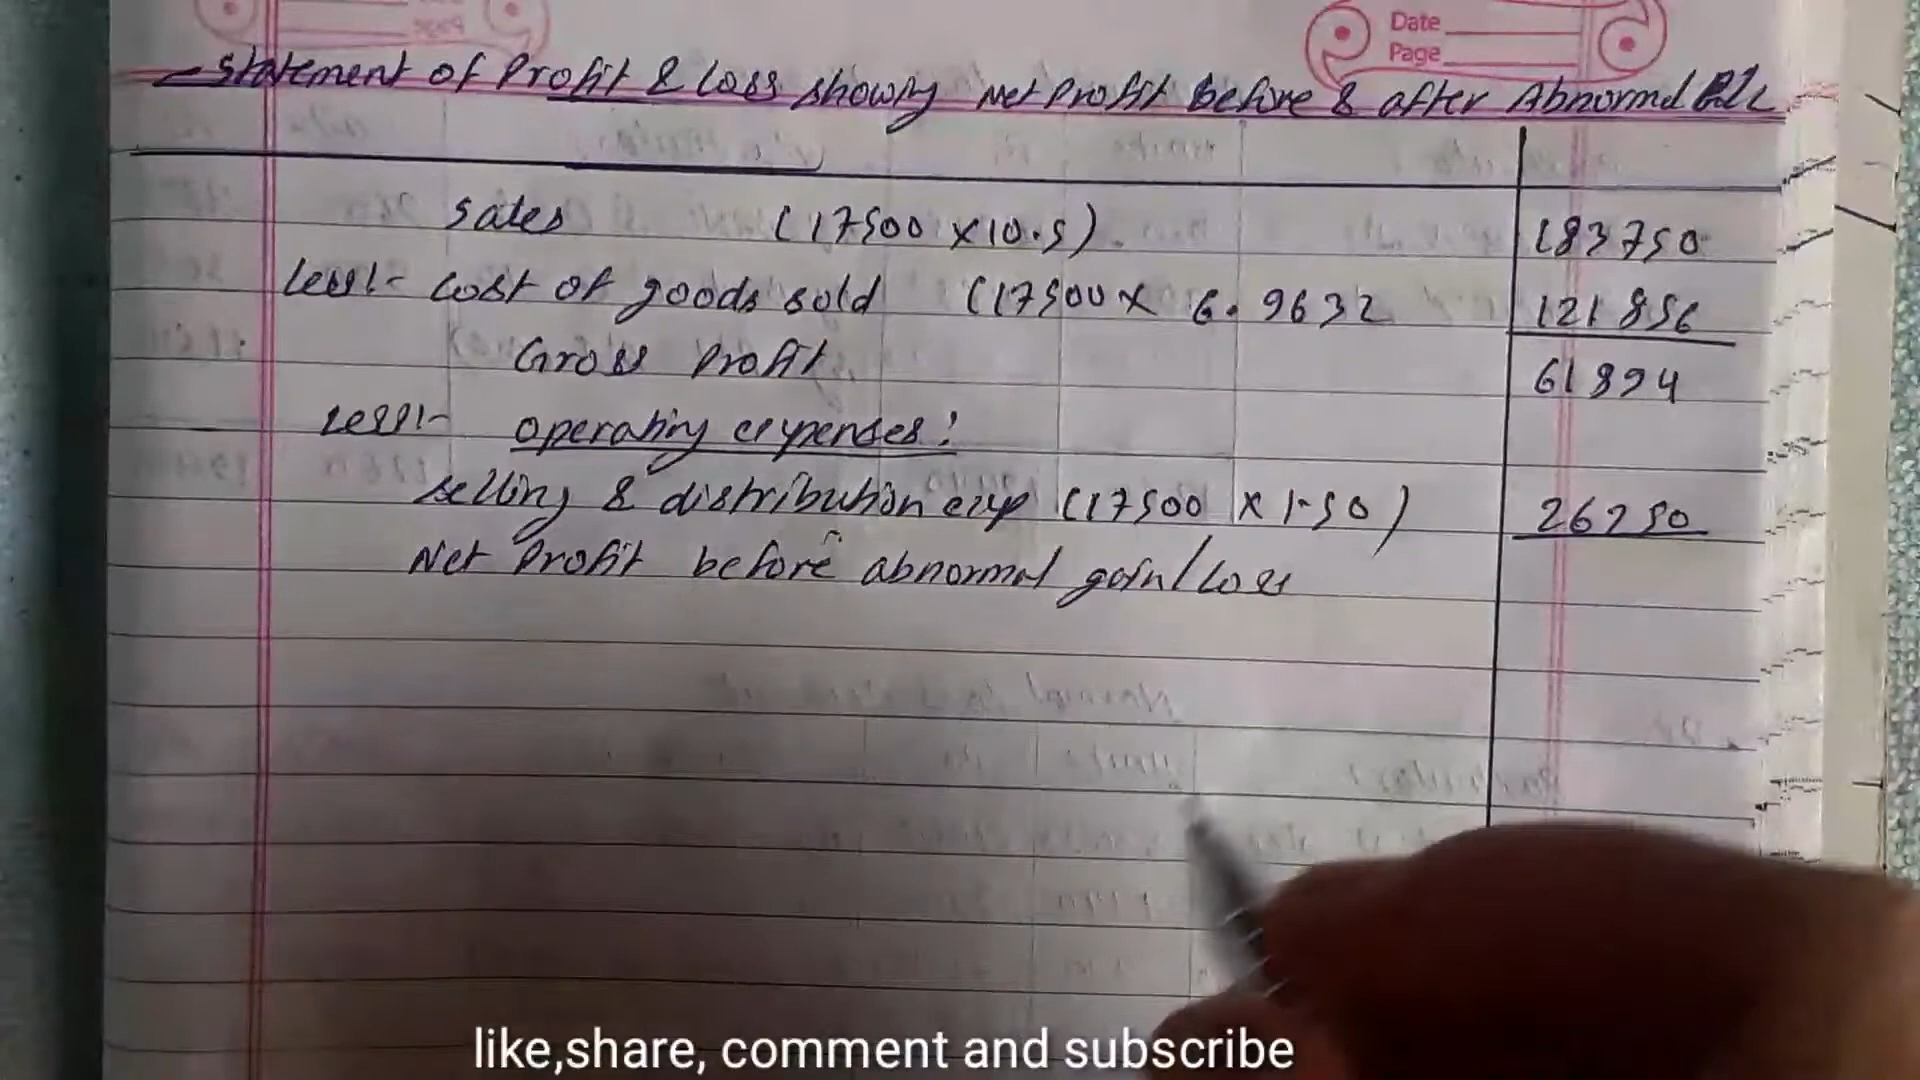 Date
Page
Statement of Profit & Loss showing Net Profit Before & after Abnormal P/L
Sales (17500 x 10.5) 183750
Less:- Cost of goods sold (17500 x 6.9632 121856
Gross Profit 61894
Less:- operating expenses:
selling & distribution exp (17500 x 1.50) 26250
Net Profit before abnormal gain/Loss
like,share, comment and subscribe